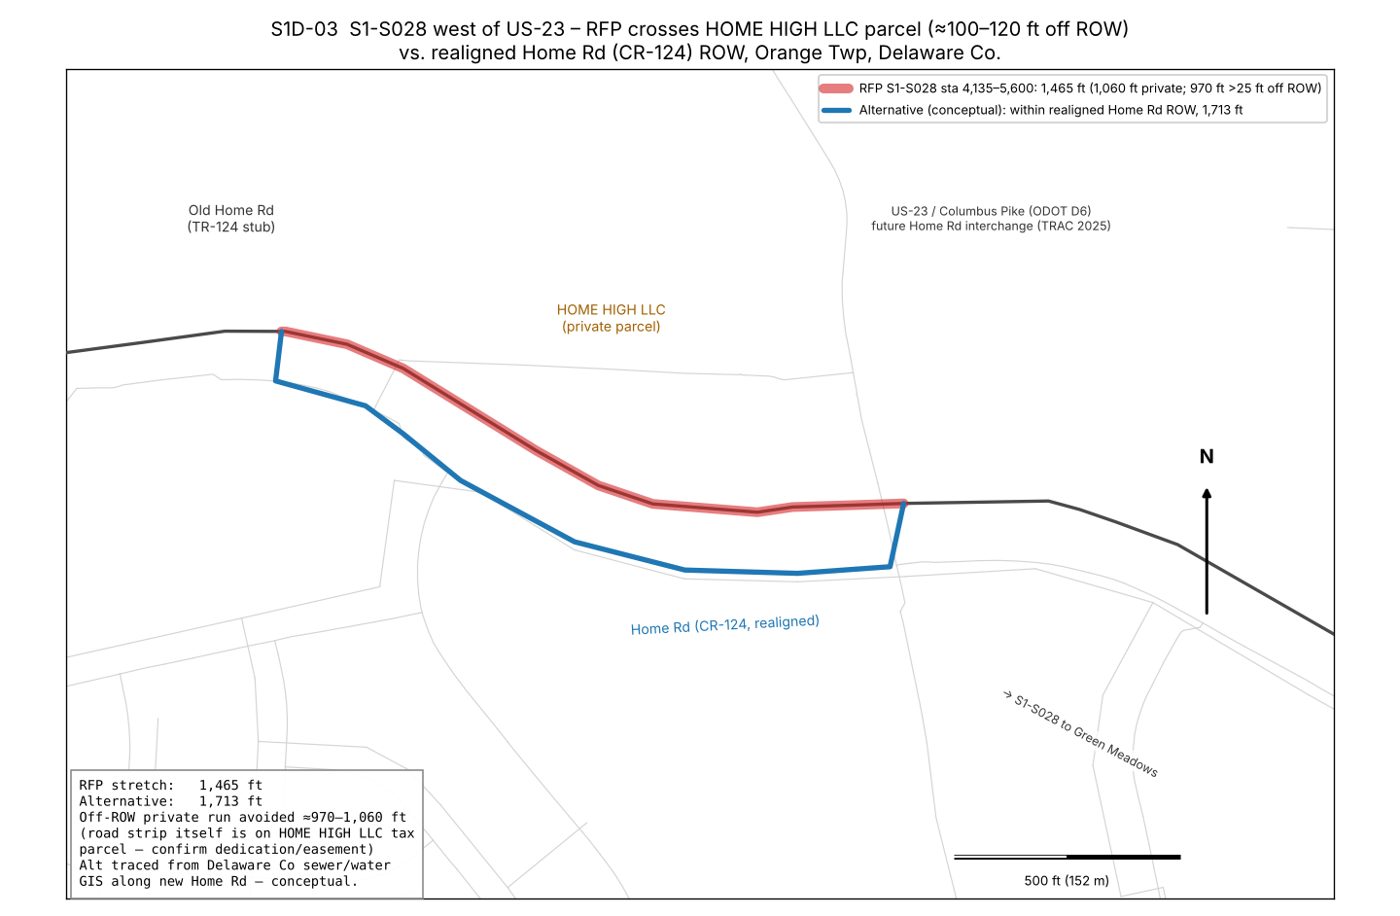 S1D-03  S1-S028 west of US-23 – RFP crosses HOME HIGH LLC parcel (≈100–120 ft off ROW)
vs. realigned Home Rd (CR-124) ROW, Orange Twp, Delaware Co.
RFP S1-S028 sta 4,135–5,600: 1,465 ft (1,060 ft private; 970 ft >25 ft off ROW)
Alternative (conceptual): within realigned Home Rd ROW, 1,713 ft
Old Home Rd
(TR-124 stub)
US-23 / Columbus Pike (ODOT D6)
future Home Rd interchange (TRAC 2025)
HOME HIGH LLC
(private parcel)
N
Home Rd (CR-124, realigned)
→ S1-S028 to Green Meadows
RFP stretch:   1,465 ft
Alternative:   1,713 ft
Off-ROW private run avoided ≈970–1,060 ft
(road strip itself is on HOME HIGH LLC tax
parcel — confirm dedication/easement)
Alt traced from Delaware Co sewer/water
GIS along new Home Rd — conceptual.
500 ft (152 m)